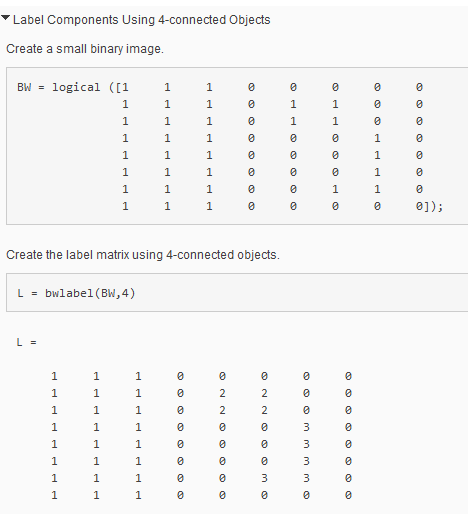 Label Components Using 4-connected Objects
Create a small binary image.
BW = logical ([1 1 1 0 0 0 0 0
1 1 1 0 1 1 0 0
1 1 1 0 1 1 0 0
1 1 1 0 0 0 1 0
1 1 1 0 0 0 1 0
1 1 1 0 0 0 1 0
1 1 1 0 0 1 1 0
1 1 1 0 0 0 0 0]);
Create the label matrix using 4-connected objects.
L = bwlabel(BW,4)
L =
1 1 1 0 0 0 0 0
1 1 1 0 2 2 0 0
1 1 1 0 2 2 0 0
1 1 1 0 0 0 3 0
1 1 1 0 0 0 3 0
1 1 1 0 0 0 3 0
1 1 1 0 0 3 3 0
1 1 1 0 0 0 0 0